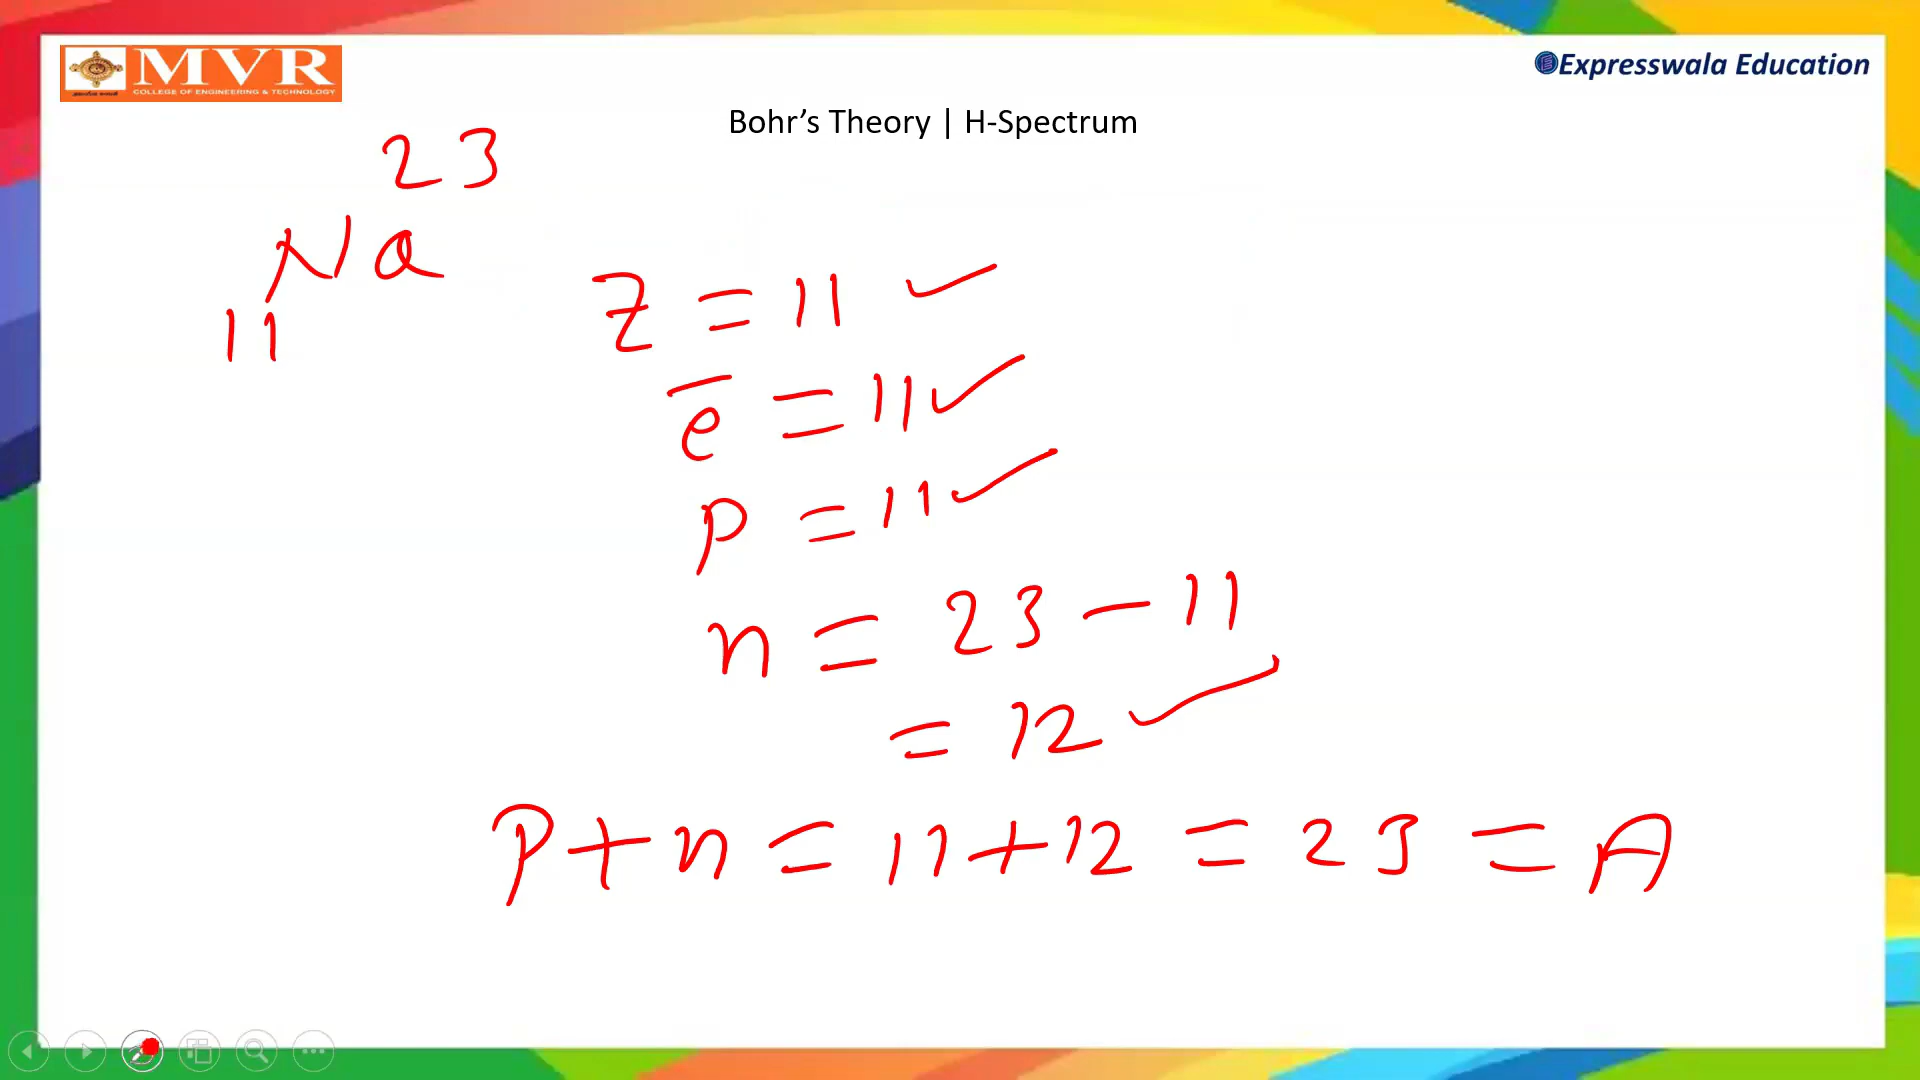 MVR
COLLEGE OF ENGINEERING & TECHNOLOGY
Expresswala Education
Bohr's Theory | H-Spectrum
23
Na
11
Z = 11 ✓
e̅ = 11 ✓
p = 11 ✓
n = 23 - 11
= 12 ✓
P + n = 11 + 12 = 23 = A